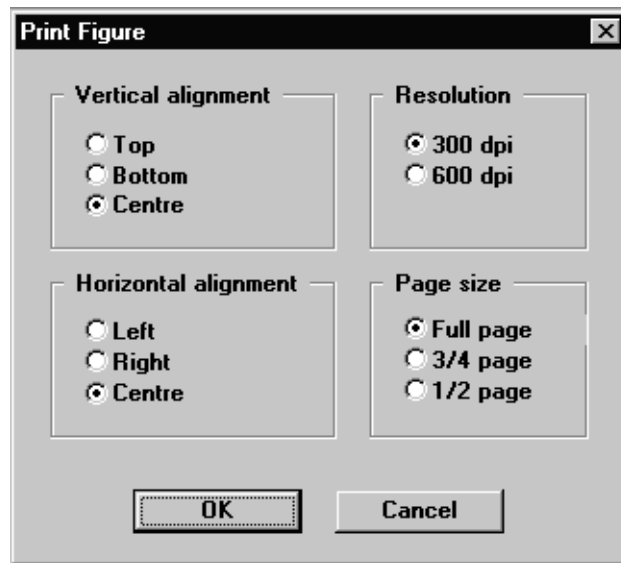 Print Figure
Vertical alignment
Top
Bottom
Centre
Resolution
300 dpi
600 dpi
Horizontal alignment
Left
Right
Centre
Page size
Full page
3/4 page
1/2 page
OK
Cancel